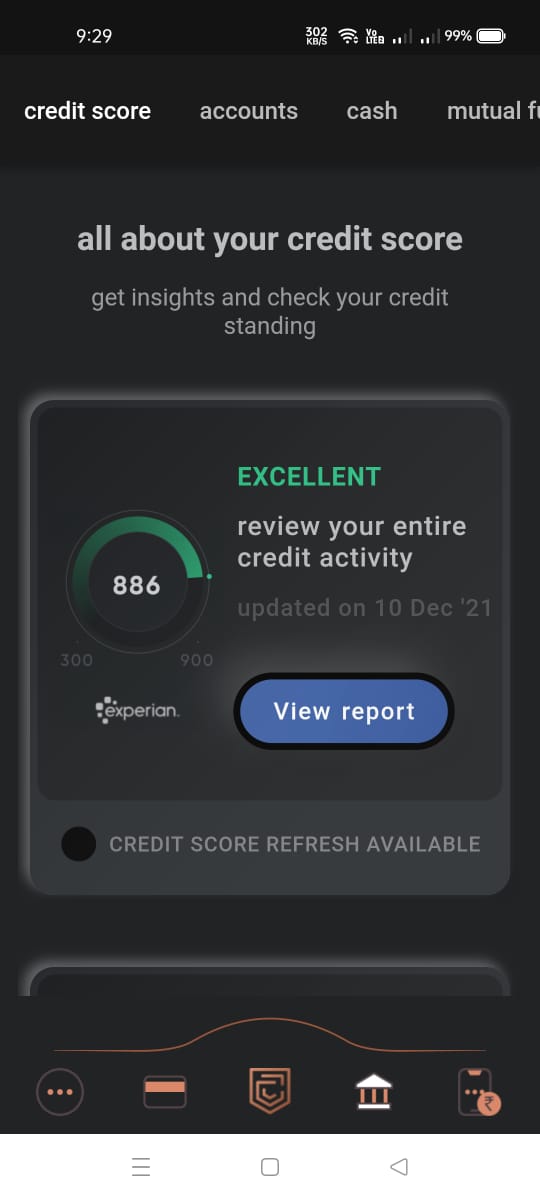 9:29
302
KB/S
Vo
LTE2
99%
credit score
accounts
cash
mutual fu
all about your credit score
get insights and check your credit
standing
EXCELLENT
review your entire
credit activity
886
updated on 10 Dec '21
300
900
experian.
View report
CREDIT SCORE REFRESH AVAILABLE
₹